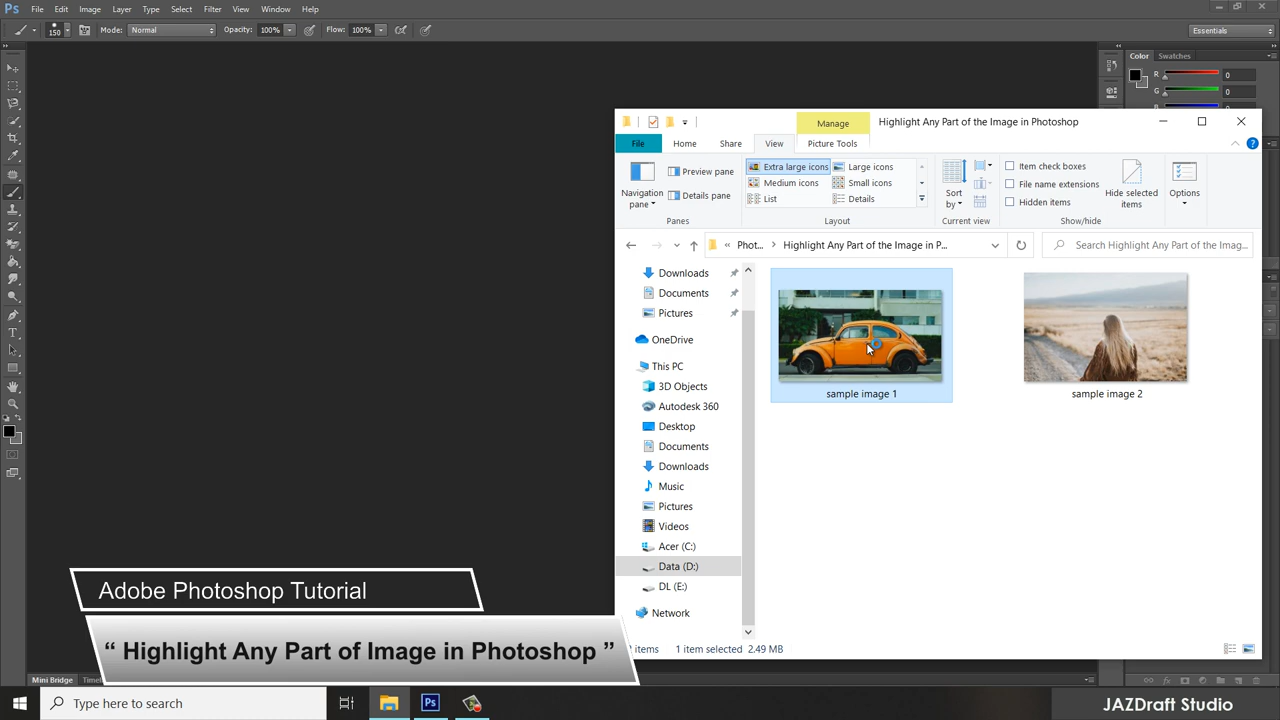 Ps File Edit Image Layer Type Select Filter View Window Help
150 Mode: Normal Opacity: 100% Flow: 100% Essentials
Color Swatches
R 0
G 0
B
Manage Highlight Any Part of the Image in Photoshop
File Home Share View Picture Tools
Navigation pane
Preview pane
Details pane
Panes
Extra large icons Large icons
Medium icons Small icons
List Details
Layout
Sort by
Current view
Item check boxes
File name extensions
Hidden items
Hide selected items
Show/hide
Options
« Phot... > Highlight Any Part of the Image in P... Search Highlight Any Part of the Imag...
Downloads
Documents
Pictures
OneDrive
This PC
3D Objects
Autodesk 360
Desktop
Documents
Downloads
Music
Pictures
Videos
Acer (C:)
Data (D:)
DL (E:)
Network
sample image 1 sample image 2
items 1 item selected 2.49 MB
Adobe Photoshop Tutorial
“ Highlight Any Part of Image in Photoshop ”
Mini Bridge
Type here to search
Ps
JAZDraft Studio